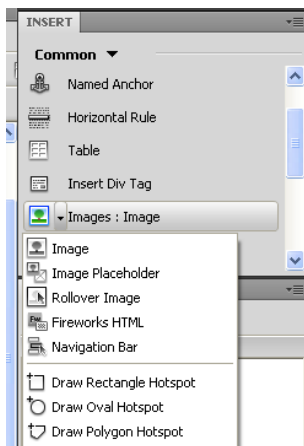 INSERT
Common
Named Anchor
Horizontal Rule
Table
Insert Div Tag
Images : Image
Image
Image Placeholder
Rollover Image
Fireworks HTML
Navigation Bar
Draw Rectangle Hotspot
Draw Oval Hotspot
Draw Polygon Hotspot